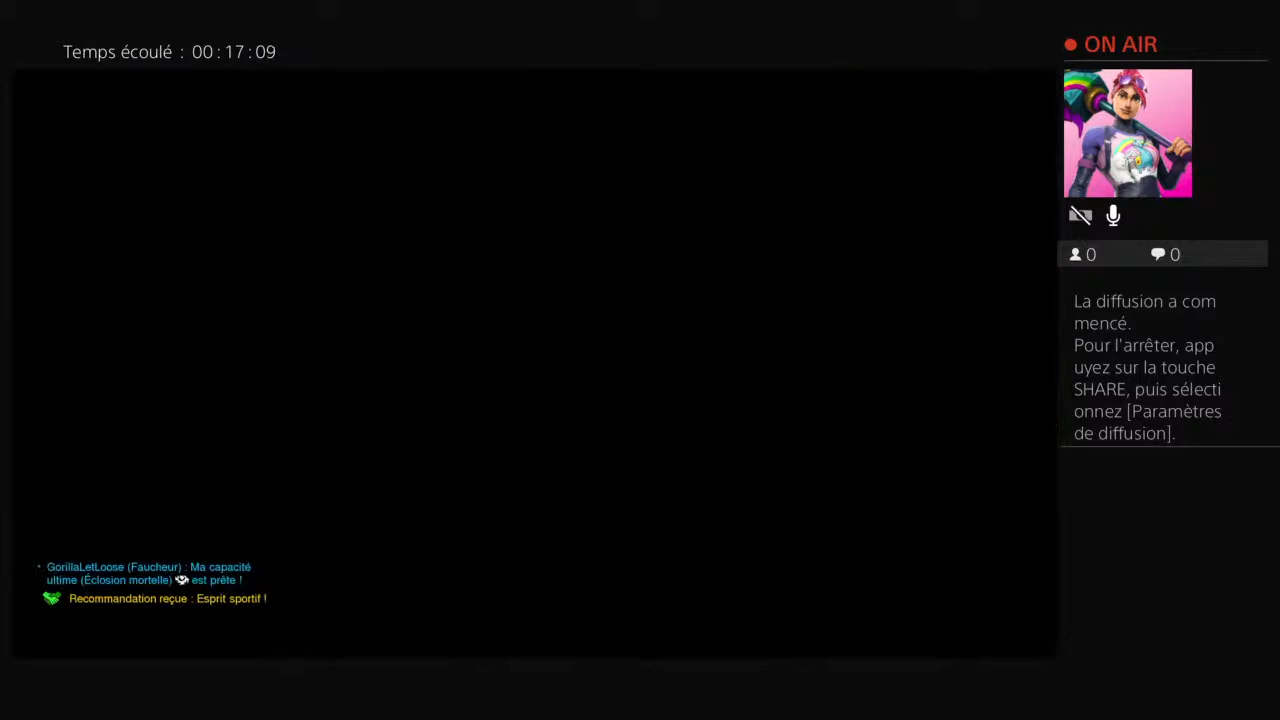 Temps écoulé : 00:17:09
ON AIR
0 0
La diffusion a com
mencé.
Pour l'arrêter, app
uyez sur la touche
SHARE, puis sélecti
onnez [Paramètres
de diffusion].
GorillaLetLoose (Faucheur) : Ma capacité
ultime (Éclosion mortelle) est prête !
Recommandation reçue : Esprit sportif !